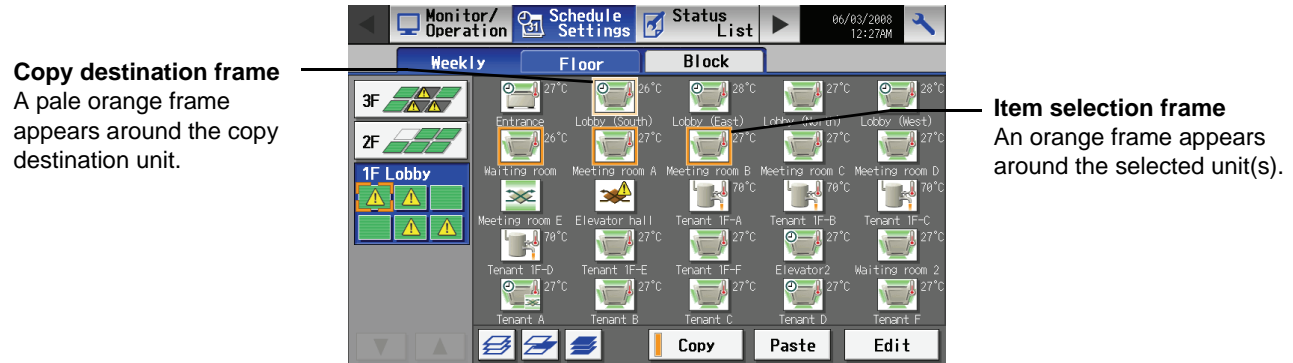 Copy destination frame
A pale orange frame
appears around the copy
destination unit.
Monitor/
Operation
Schedule
Settings
Status
List
06/03/2008
12:27AM
Weekly Floor Block
3F
2F
1F Lobby
27°C 26°C 28°C 27°C 28°C
Entrance Lobby (South) Lobby (East) Lobby (North) Lobby (West)
26°C 27°C 27°C 27°C 27°C
Waiting room Meeting room A Meeting room B Meeting room C Meeting room D
70°C 70°C 70°C
Meeting room E Elevator hall Tenant 1F-A Tenant 1F-B Tenant 1F-C
70°C 27°C 27°C 27°C 27°C
Tenant 1F-D Tenant 1F-E Tenant 1F-F Elevator2 Waiting room 2
27°C 27°C 27°C 27°C 27°C
Tenant A Tenant B Tenant C Tenant D Tenant F
Copy Paste Edit
Item selection frame
An orange frame appears
around the selected unit(s).